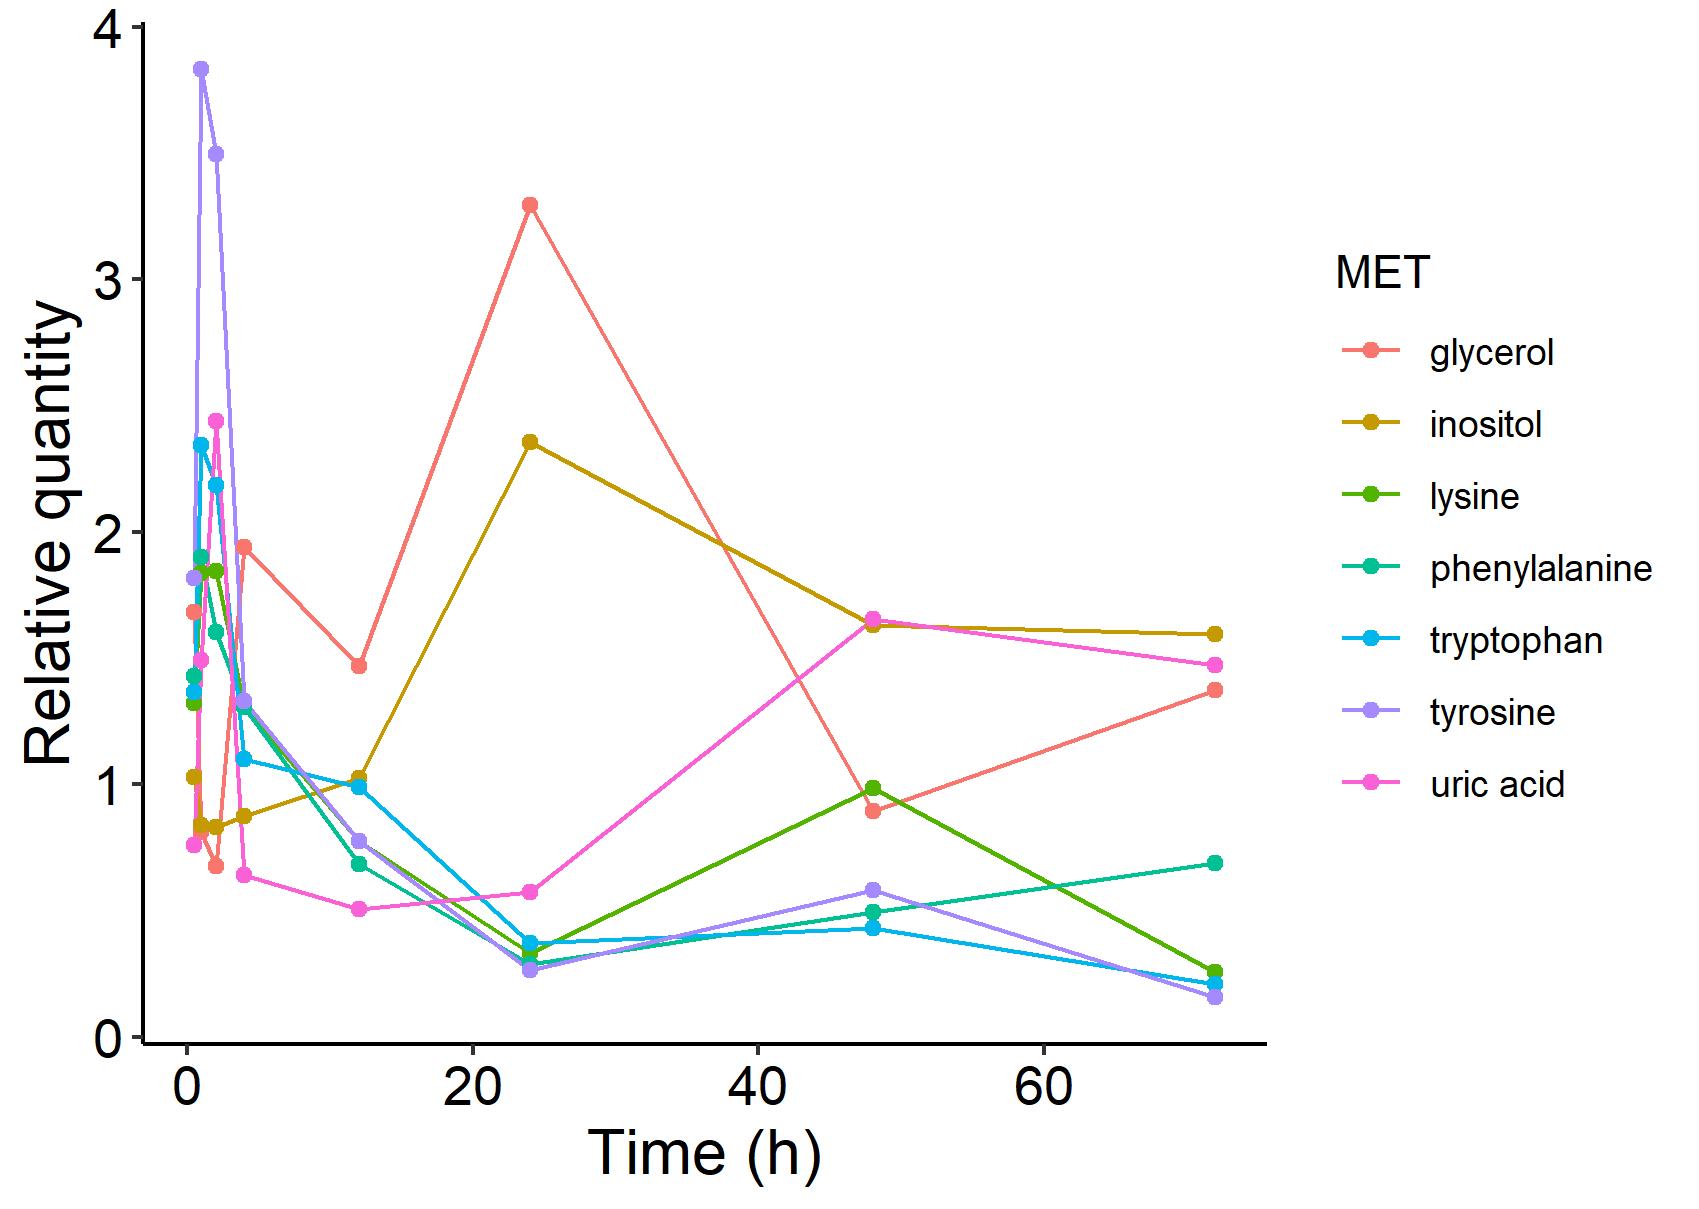 4
3
2
1
0
Relative quantity
0 20 40 60
Time (h)
MET
glycerol
inositol
lysine
phenylalanine
tryptophan
tyrosine
uric acid